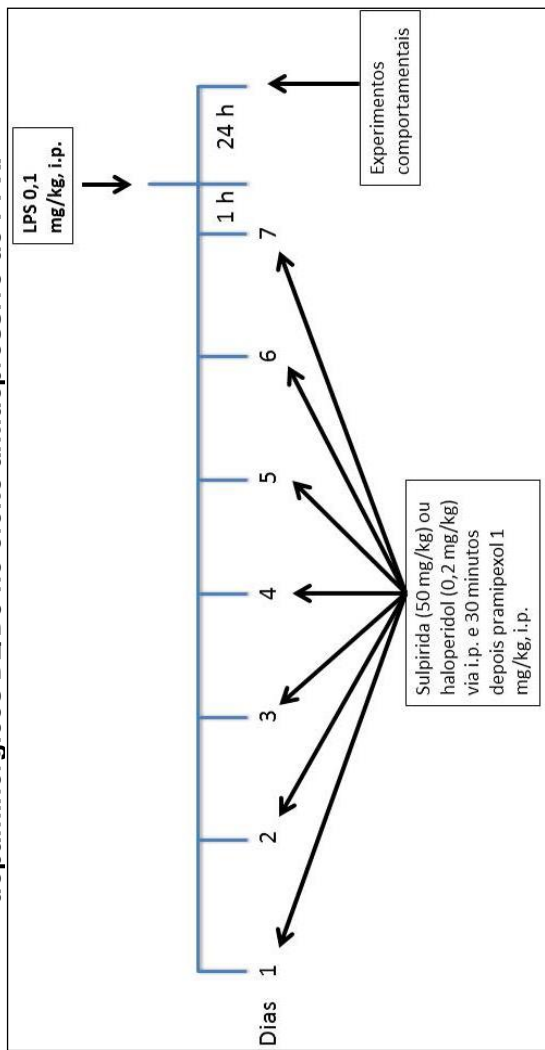 LPS 0,1
mg/kg, i.p.
1 h
24 h
Dias
1
2
3
4
5
6
7
Sulpirida (50 mg/kg) ou
haloperidol (0,2 mg/kg)
via i.p. e 30 minutos
depois pramipexol 1
mg/kg, i.p.
Experimentos
comportamentais